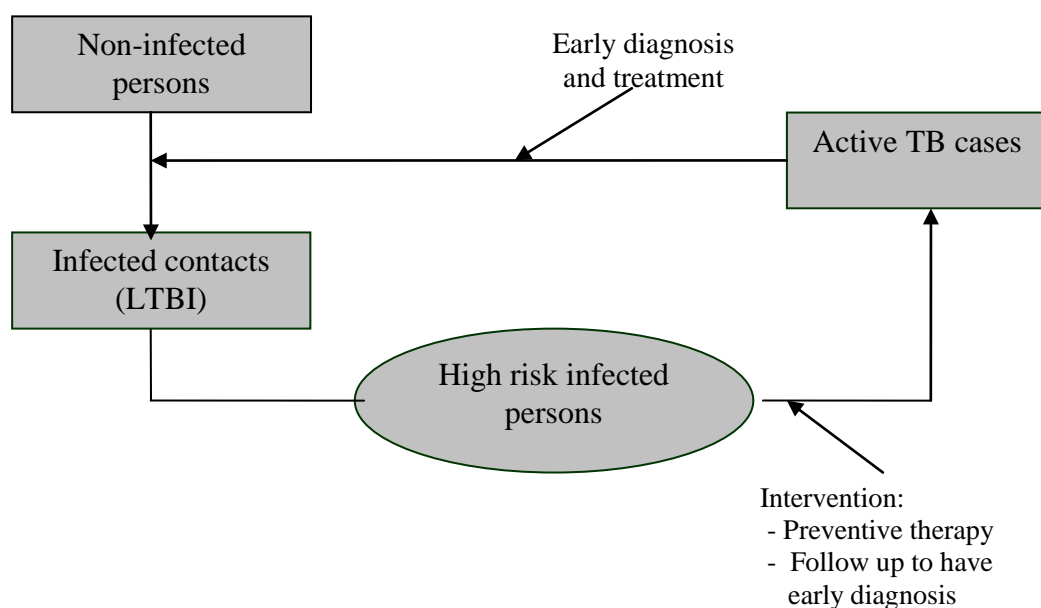 Non-infected
persons
Early diagnosis
and treatment
Active TB cases
Infected contacts
(LTBI)
High risk infected
persons
Intervention:
- Preventive therapy
- Follow up to have
early diagnosis